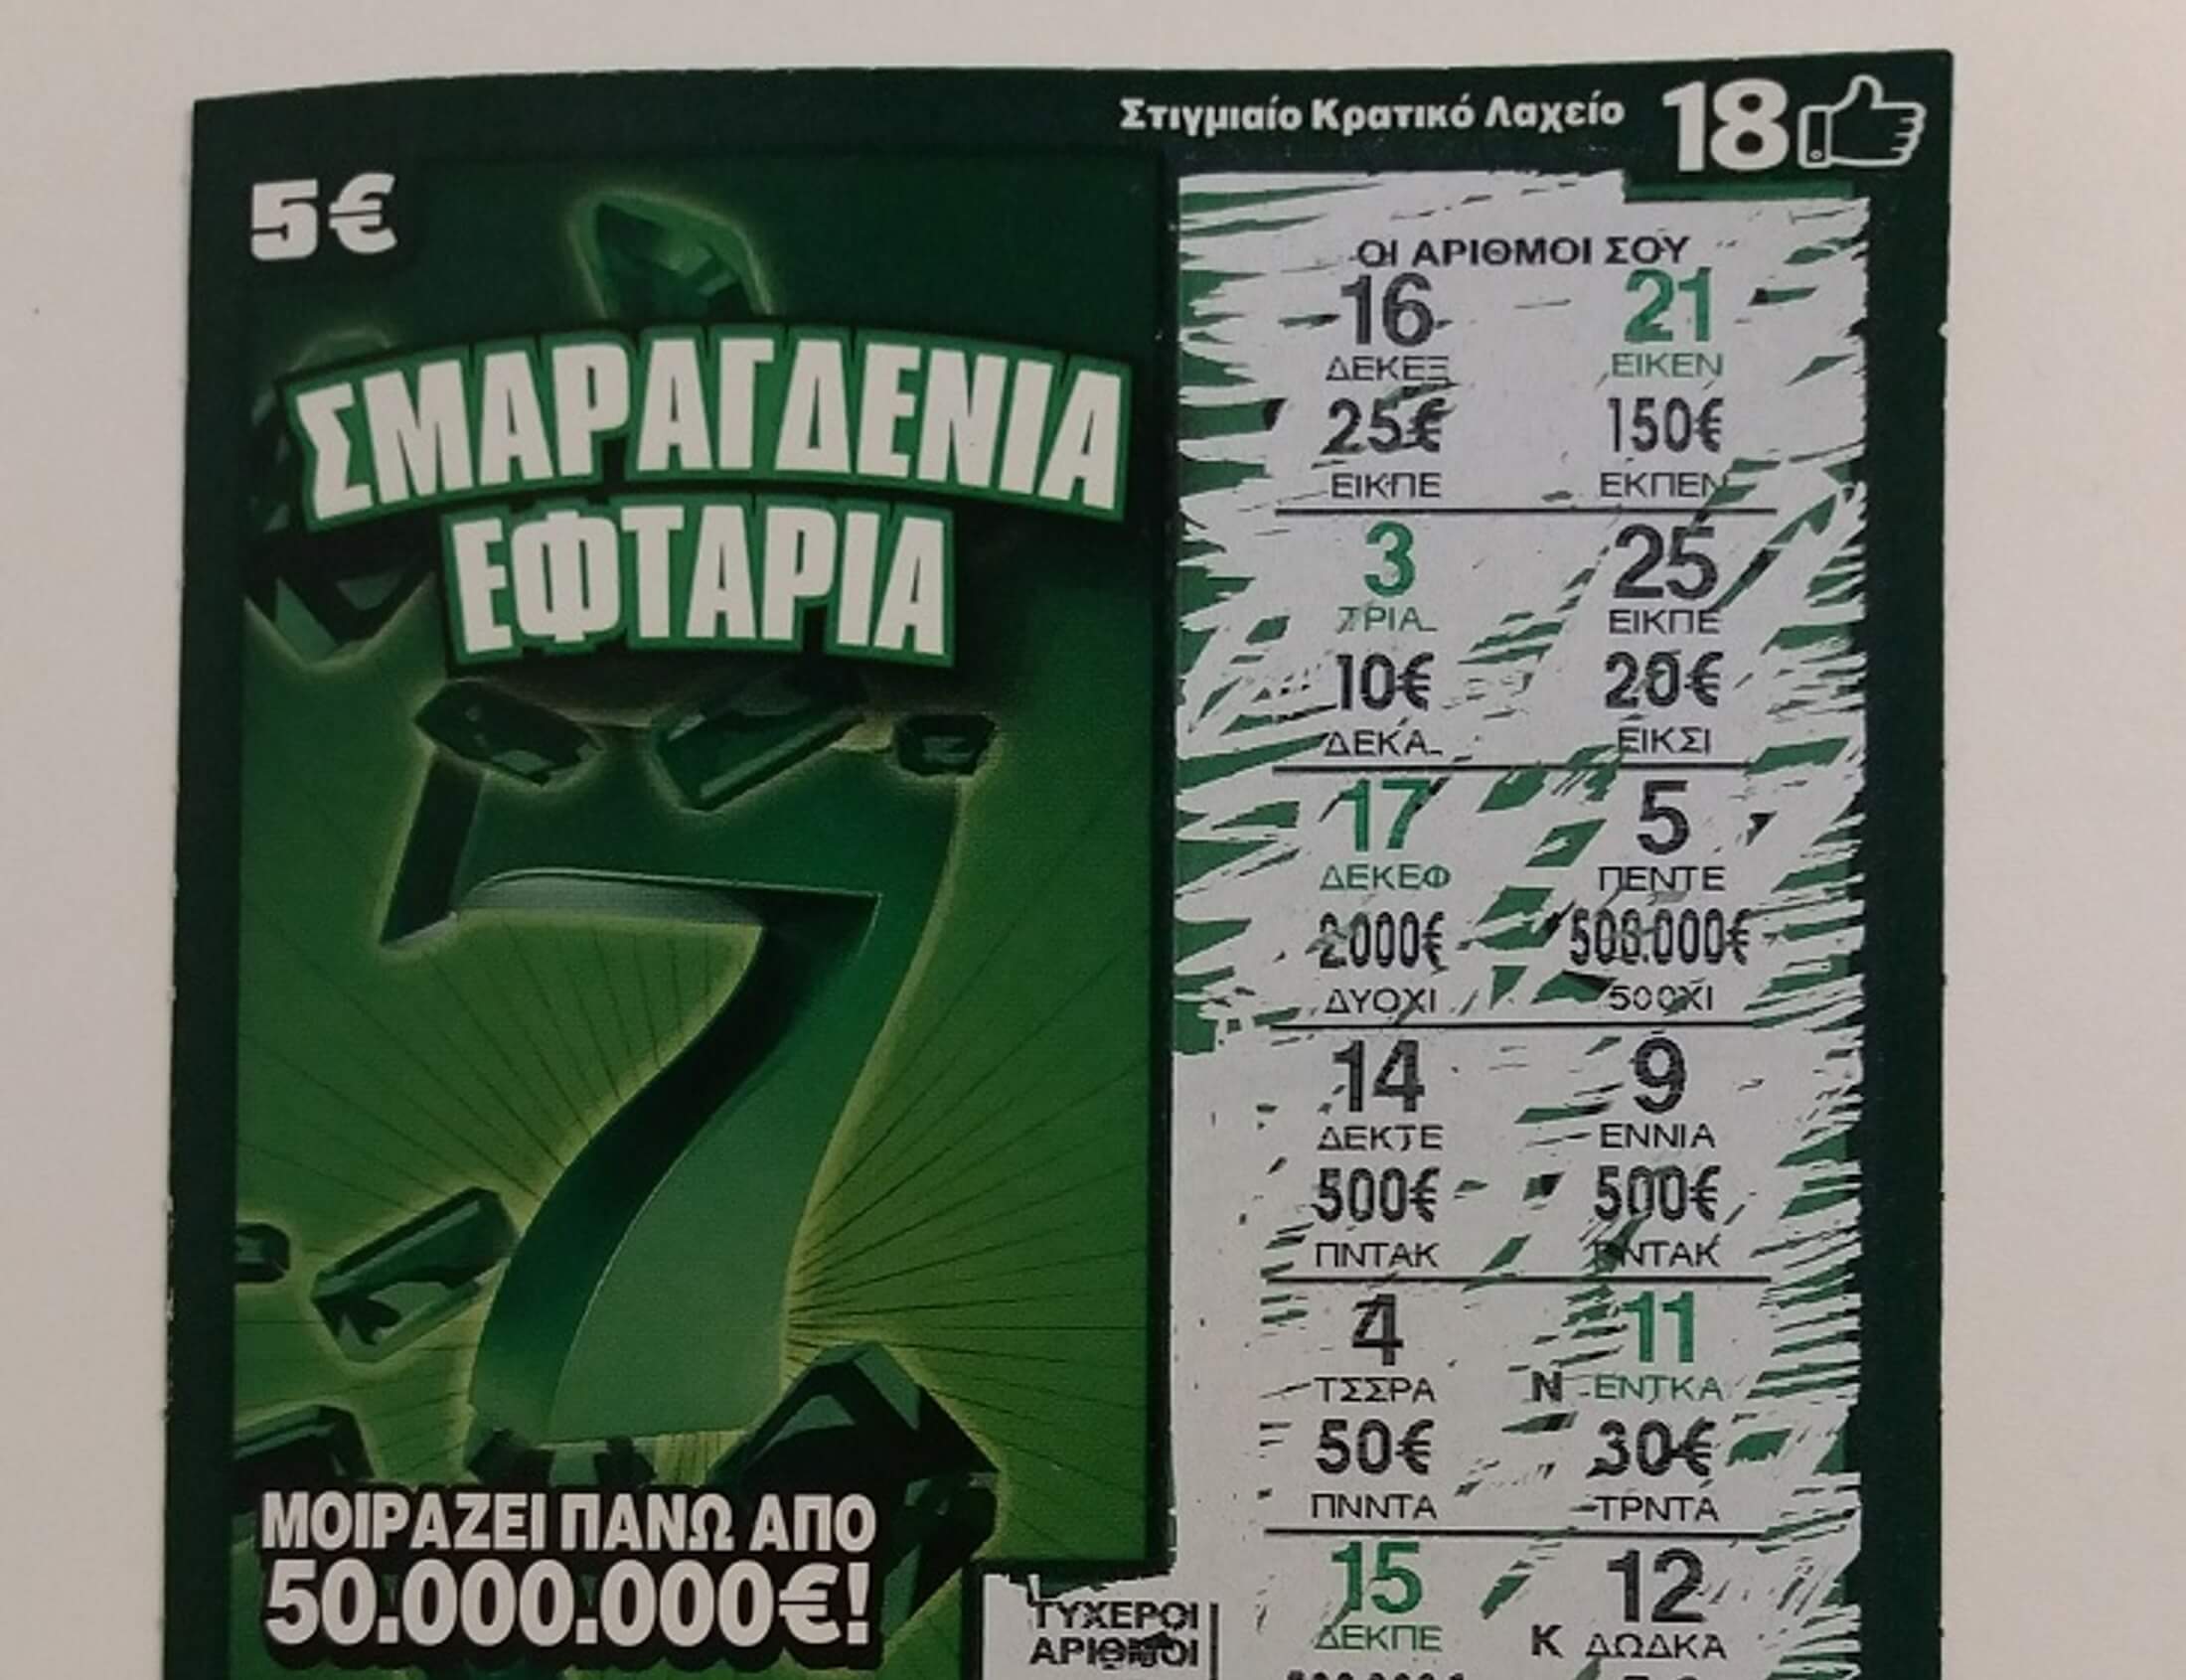 Στιγμιαίο Κρατικό Λαχείο 18
5€
ΣΜΑΡΑΓΔΕΝΙΑ
ΕΦΤΑΡΙΑ
7
ΜΟΙΡΑΖΕΙ ΠΑΝΩ ΑΠΟ
50.000.000€!
ΟΙ ΑΡΙΘΜΟΙ ΣΟΥ
16 21
ΔΕΚΕΞ ΕΙΚΕΝ
25€ 150€
ΕΙΚΠΕ ΕΚΠΕΝ
3 25
ΤΡΙΑ ΕΙΚΠΕ
10€ 20€
ΔΕΚΑ ΕΙΚΣΙ
17 5
ΔΕΚΕΦ ΠΕΝΤΕ
2.000€ 500.000€
ΔΥΟΧΙ 500ΧΙ
14 9
ΔΕΚΤΕ ΕΝΝΙΑ
500€ 500€
ΠΝΤΑΚ ΠΝΤΑΚ
4 11
ΤΣΣΡΑ Ν ΕΝΤΚΑ
50€ 30€
ΠΝΝΤΑ ΤΡΝΤΑ
15 12
ΔΕΚΠΕ Κ ΔΩΔΚΑ
ΤΥΧΕΡΟΙ
ΑΡΙΘΜΟΙ